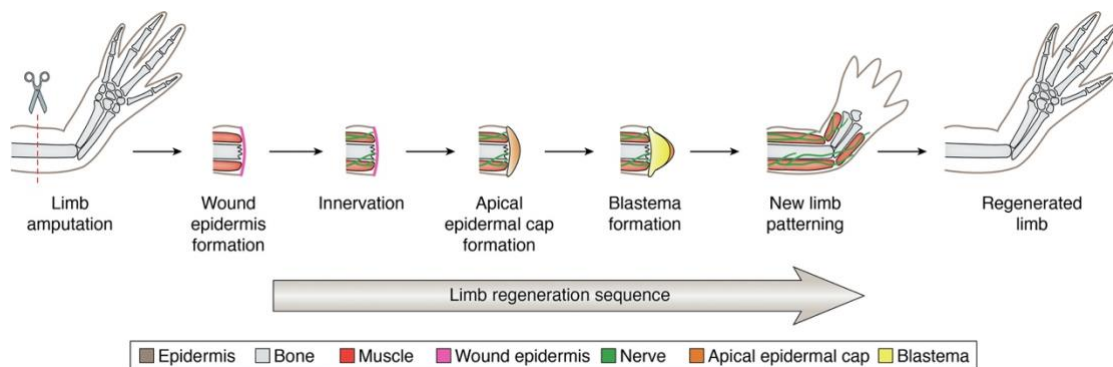 Limb
amputation
Wound
epidermis
formation
Innervation
Apical
epidermal cap
formation
Blastema
formation
New limb
patterning
Regenerated
limb
Limb regeneration sequence
Epidermis Bone Muscle Wound epidermis Nerve Apical epidermal cap Blastema